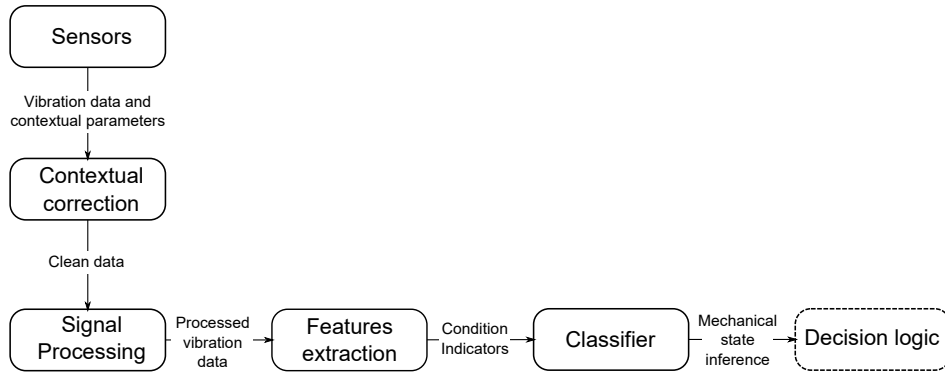 Sensors
Vibration data and
contextual parameters
Contextual
correction
Clean data
Signal
Processing
Processed
vibration
data
Features
extraction
Condition
Indicators
Classifier
Mechanical
state
inference
Decision logic